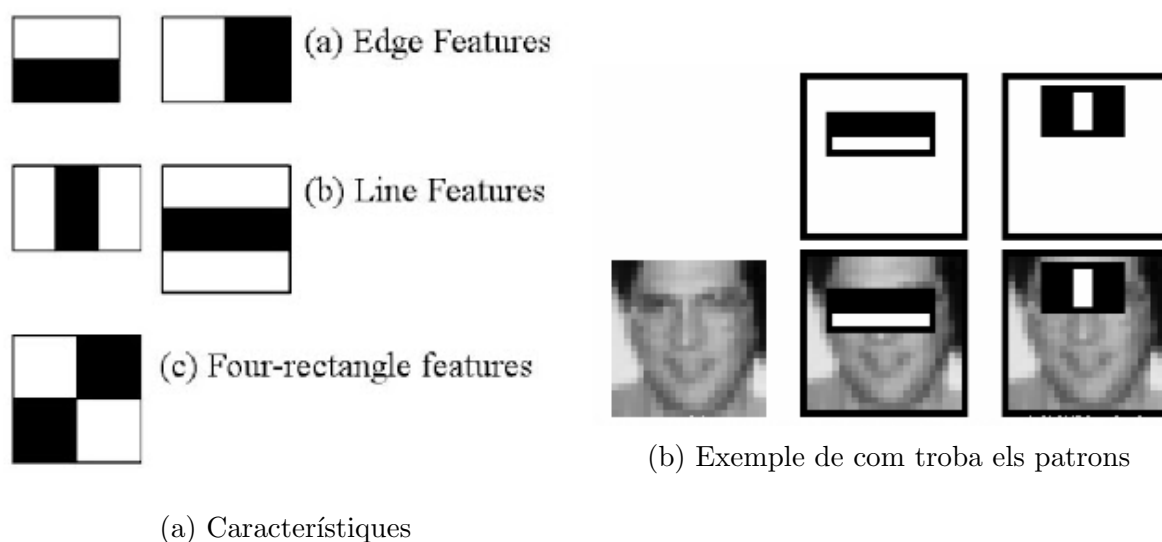 (a) Edge Features
(b) Line Features
(c) Four-rectangle features
(a) Característiques
(b) Exemple de com troba els patrons